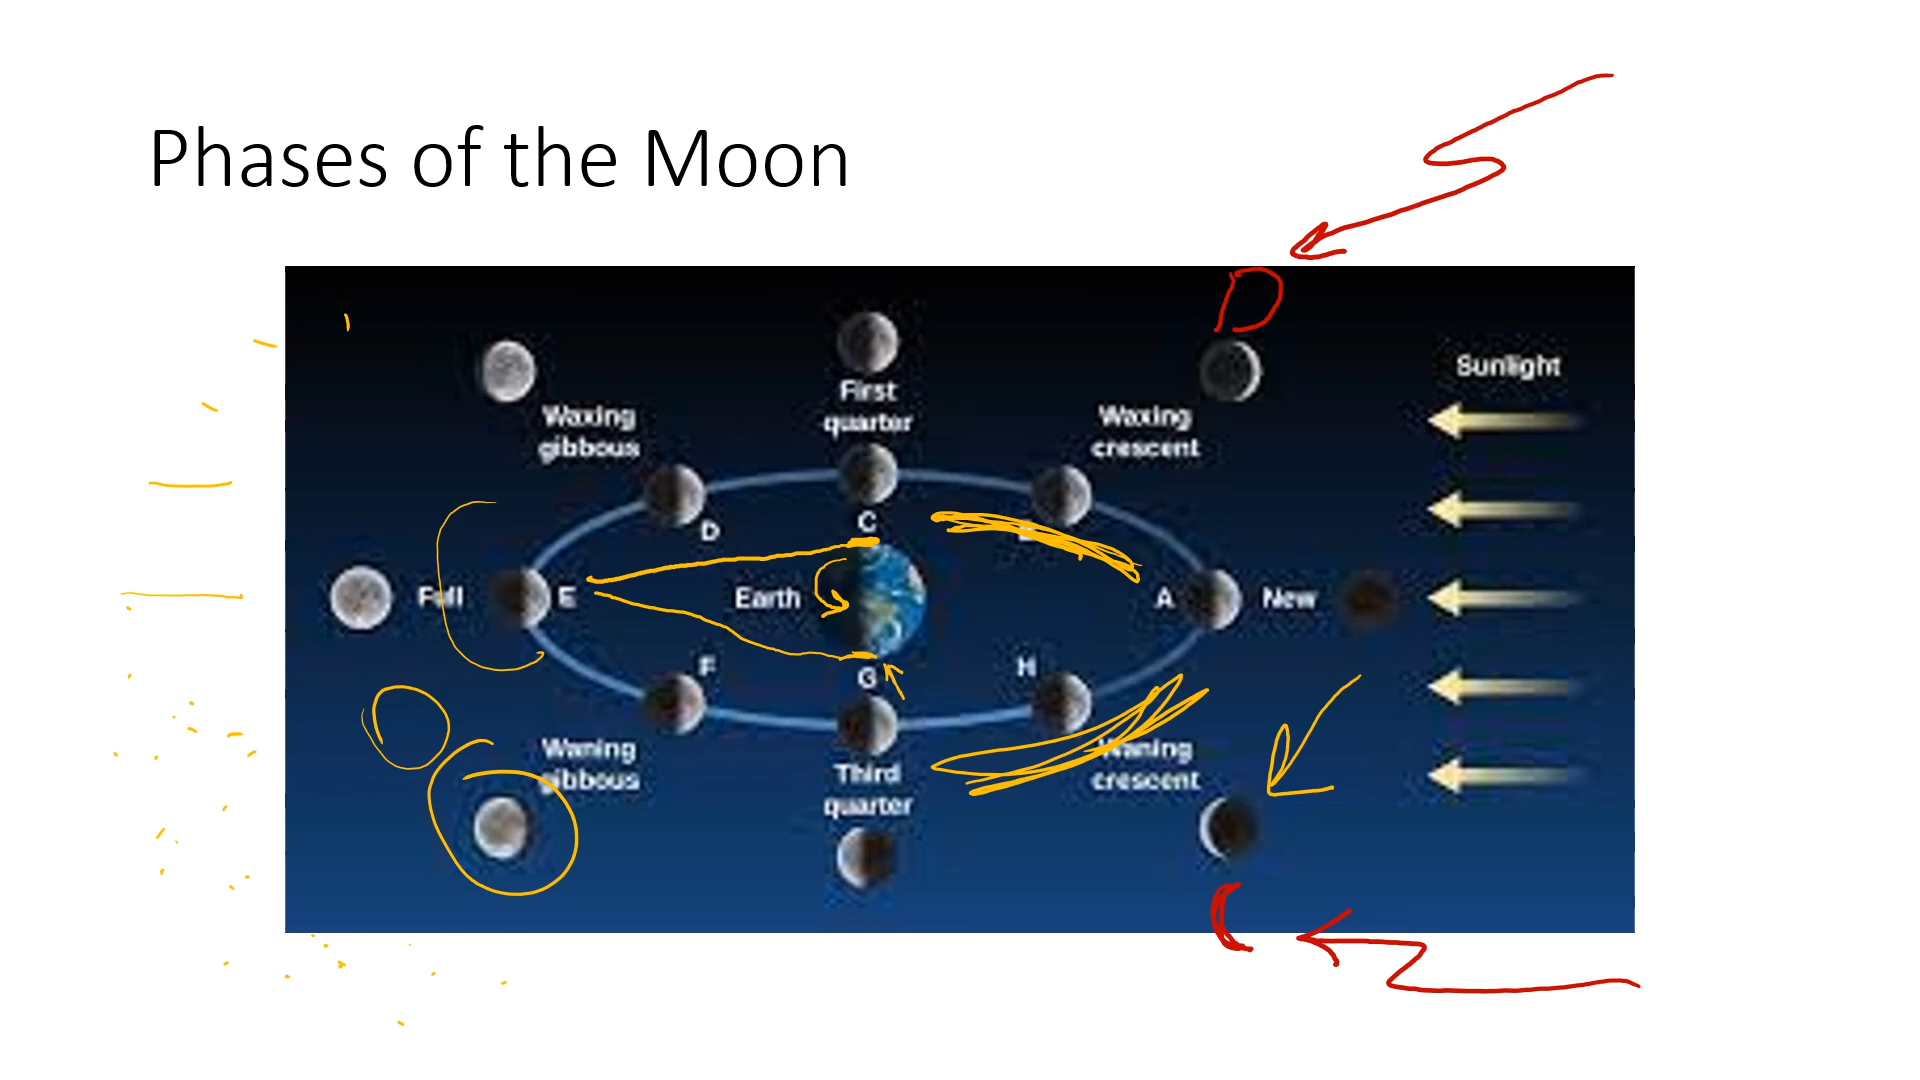 Phases of the Moon
D
Sunlight
First
quarter
Waxing
gibbous
Waxing
crescent
D
C
Full
E
Earth
A
New
F
G
H
Waning
gibbous
Third
quarter
Waning
crescent
C